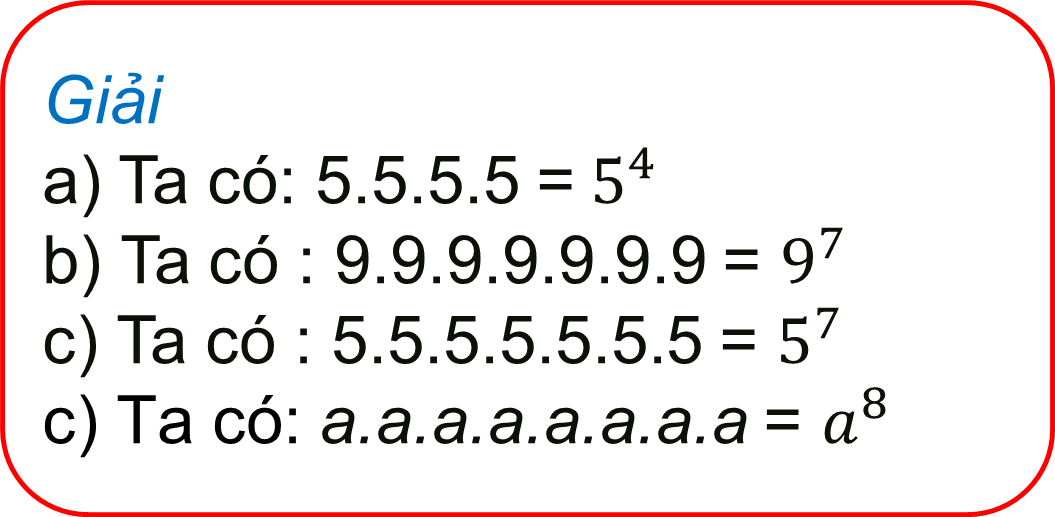 Giải
a) Ta có: 5.5.5.5 = 5⁴
b) Ta có : 9.9.9.9.9.9.9 = 9⁷
c) Ta có : 5.5.5.5.5.5.5 = 5⁷
c) Ta có: a.a.a.a.a.a.a.a = a⁸